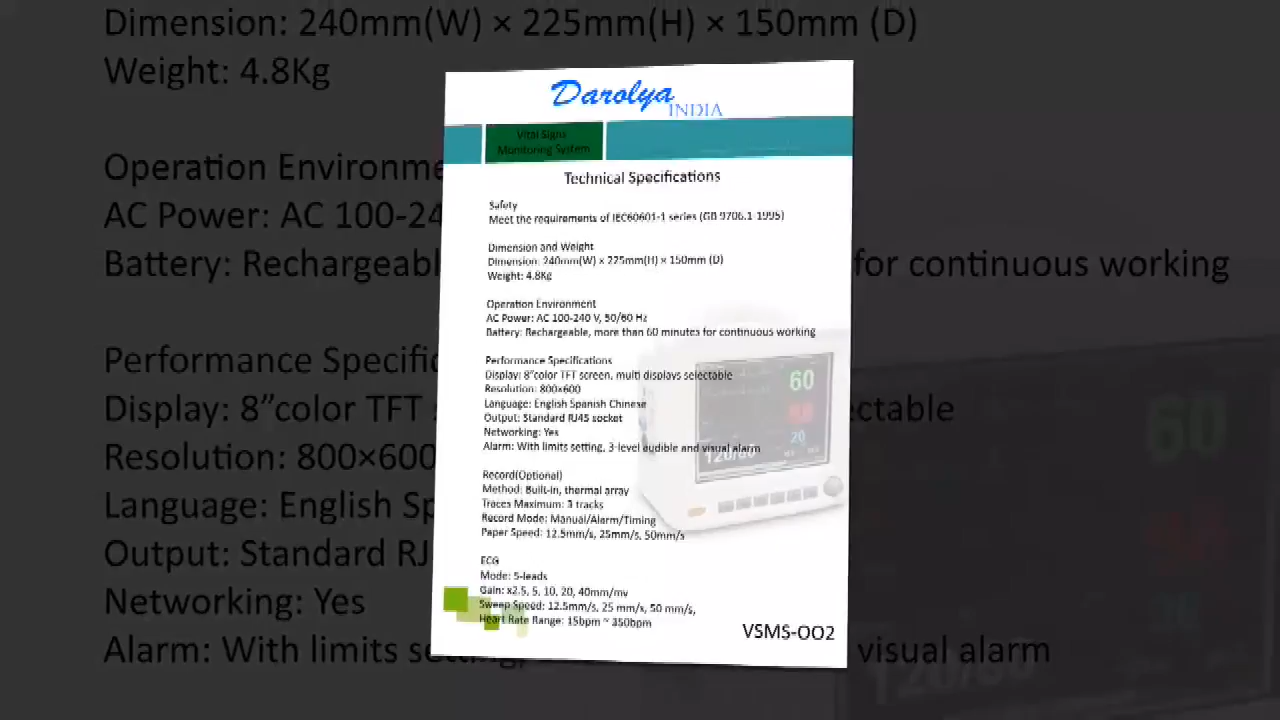 Dimension: 240mm(W) × 225mm(H) × 150mm (D)
Weight: 4.8Kg
Operation Environme
AC Power: AC 100-24
Battery: Rechargeabl
for continuous working
Performance Specific
Display: 8”color TFT
ectable
Resolution: 800×600
Language: English Sp
Output: Standard RJ
Networking: Yes
Alarm: With limits se
visual alarm
60
120/80
Darolya
INDIA
Vital Signs
Monitoring System
Technical Specifications
Safety
Meet the requirements of IEC60601-1 series (GB 9706.1-1995)
Dimension and Weight
Dimension: 240mm(W) × 225mm(H) × 150mm (D)
Weight: 4.8Kg
Operation Environment
AC Power: AC 100-240 V, 50/60 Hz
Battery: Rechargeable, more than 60 minutes for continuous working
Performance Specifications
Display: 8”color TFT screen, multi displays selectable
Resolution: 800×600
Language: English Spanish Chinese
Output: Standard RJ45 socket
Networking: Yes
Alarm: With limits setting, 3-level audible and visual alarm
60
20
120/80
Record(Optional)
Method: Built-in, thermal array
Traces Maximum: 3 tracks
Record Mode: Manual/Alarm/Timing
Paper Speed: 12.5mm/s, 25mm/s, 50mm/s
ECG
Mode: 5-leads
Gain: x2.5, 5, 10, 20, 40mm/mv
Sweep Speed: 12.5mm/s, 25 mm/s, 50 mm/s,
Heart Rate Range: 15bpm ~ 350bpm
VSMS-002